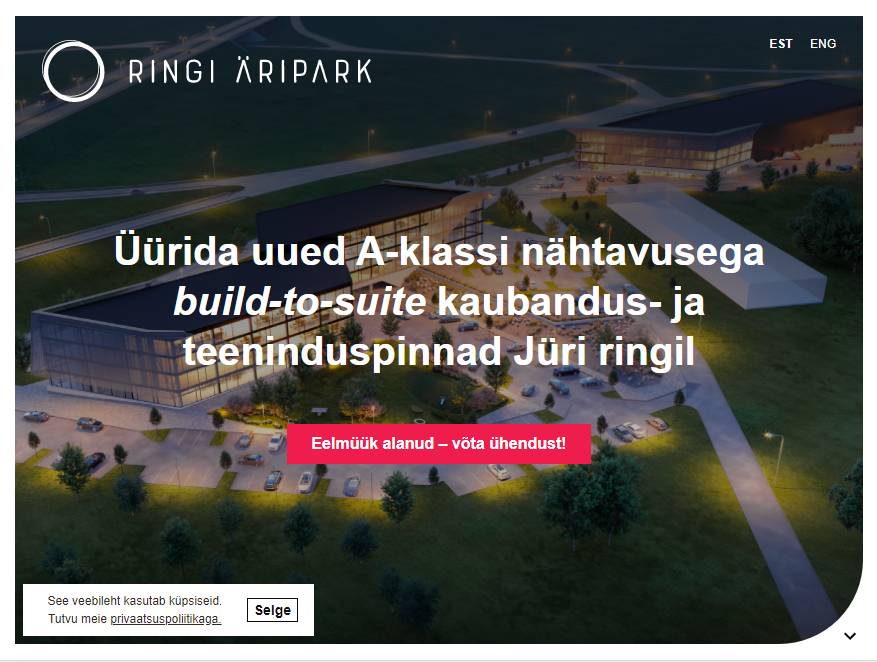 RINGI ÄRIPARK
EST ENG
Üürida uued A-klassi nähtavusega
build-to-suite kaubandus- ja
teeninduspinnad Jüri ringil
Eelmüük alanud – võta ühendust!
See veebileht kasutab küpsiseid.
Tutvu meie privaatsuspoliitikaga.
Selge